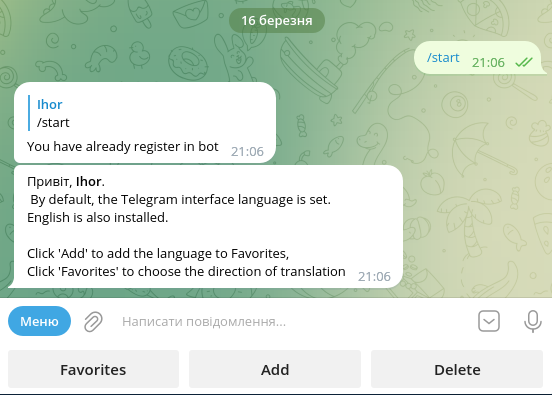 16 березня
/start
21:06
Ihor
/start
You have already register in bot 21:06
Привіт, Ihor.
By default, the Telegram interface language is set.
English is also installed.
Click 'Add' to add the language to Favorites,
Click 'Favorites' to choose the direction of translation 21:06
Меню Написати повідомлення...
Favorites Add Delete